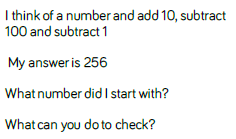 I think of a number and add 10, subtract
100 and subtract 1
My answer is 256
What number did I start with?
What can you do to check?